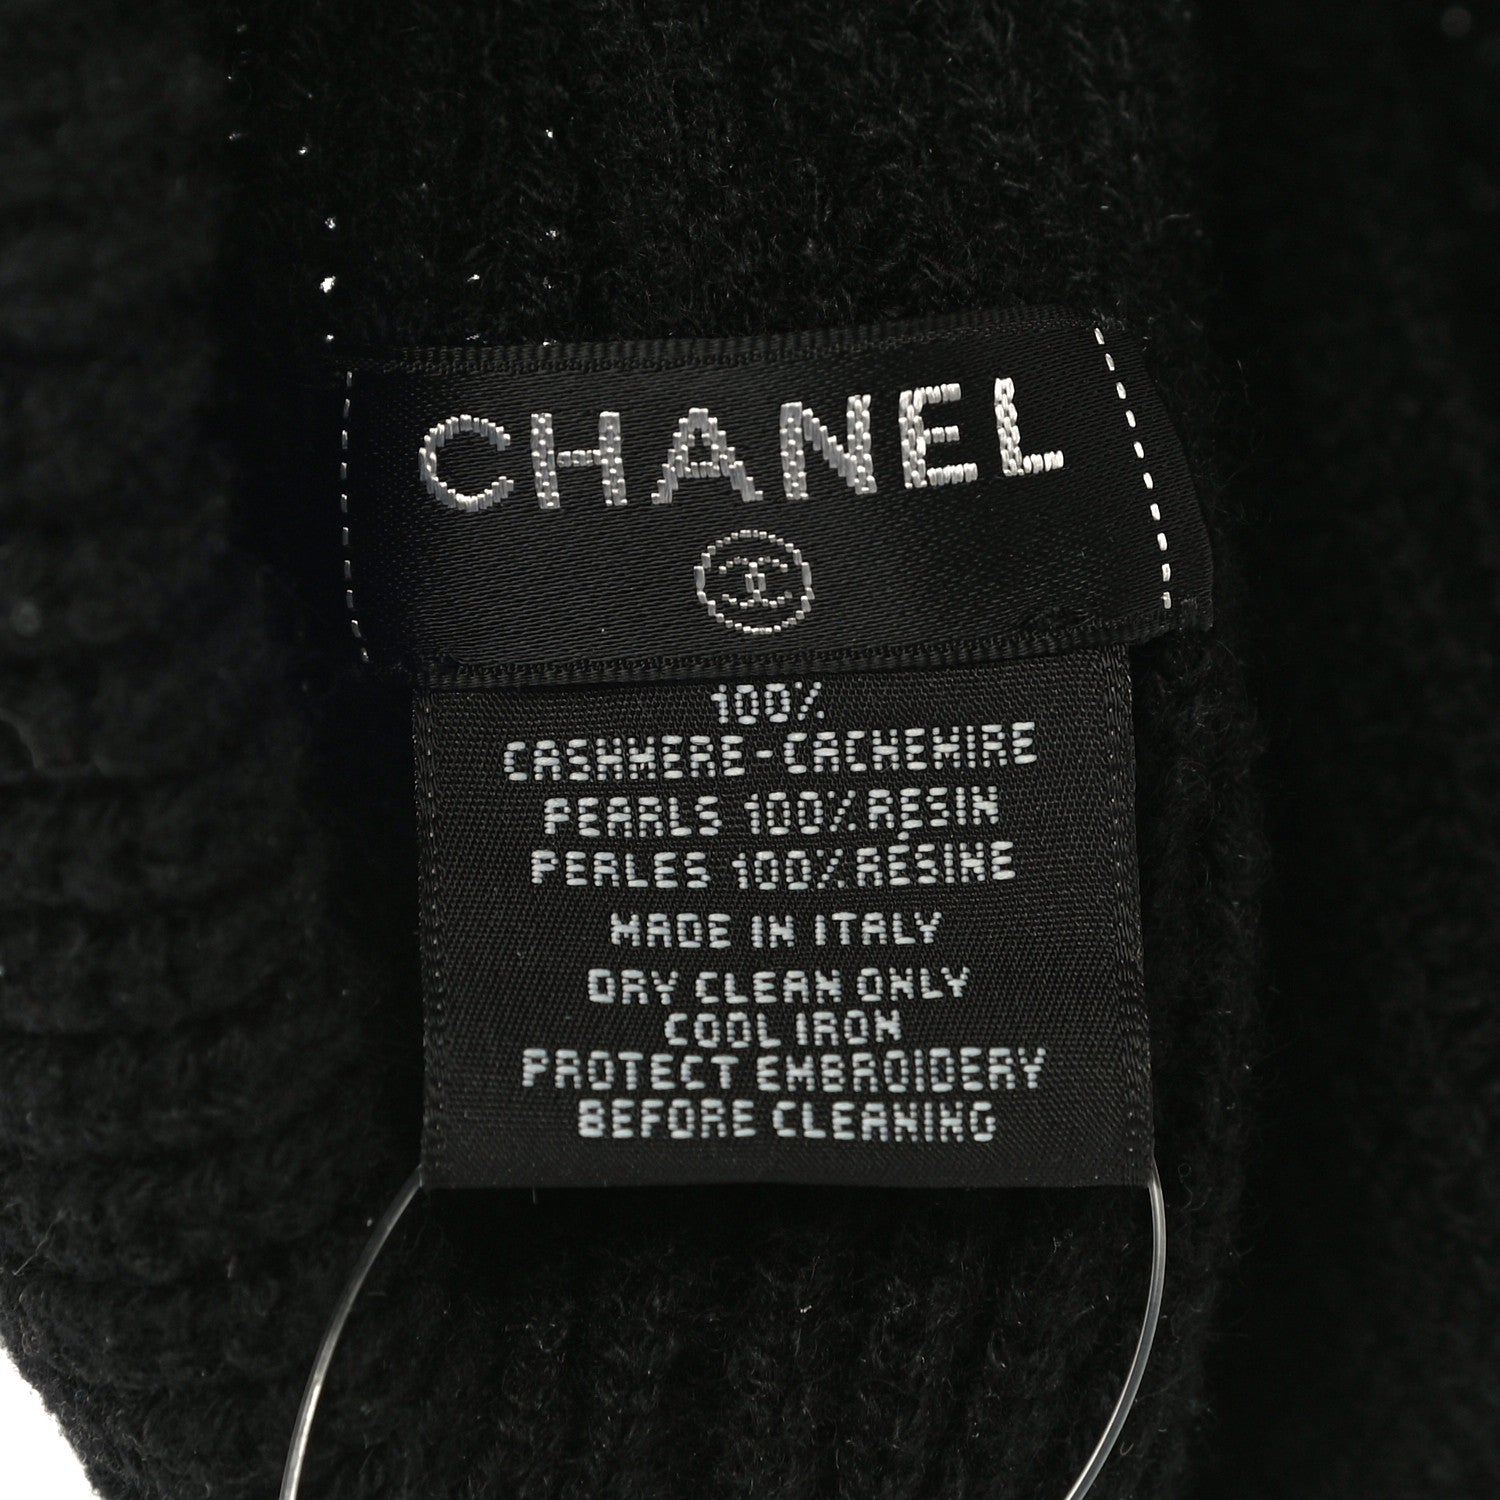 CHANEL
100%
CASHMERE-CACHEMIRE
PEARLS 100% RESIN
PERLES 100% RÉSINE
MADE IN ITALY
DRY CLEAN ONLY
COOL IRON
PROTECT EMBROIDERY
BEFORE CLEANING